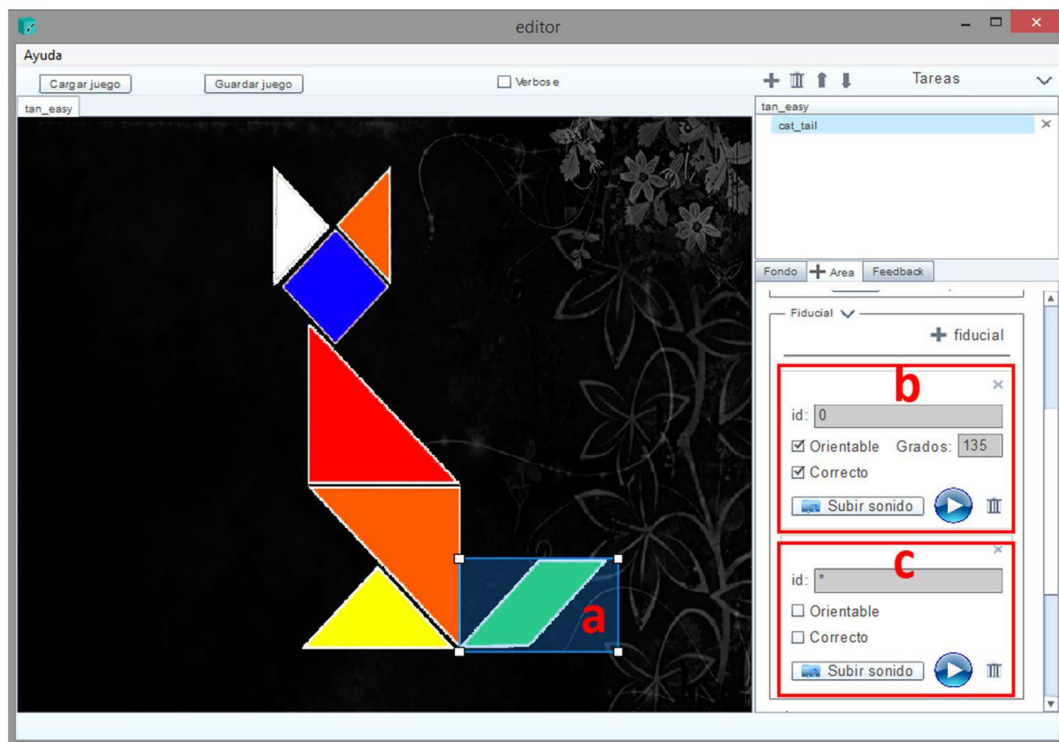 editor
Ayuda
Cargar juego Guardar juego Verbose Tareas
tan_easy
tan_easy
cat_tail
Fondo Area Feedback
Fiducial
fiducial
b
id: 0
Orientable Grados: 135
Correcto
Subir sonido
c
id: *
Orientable
Correcto
Subir sonido
a